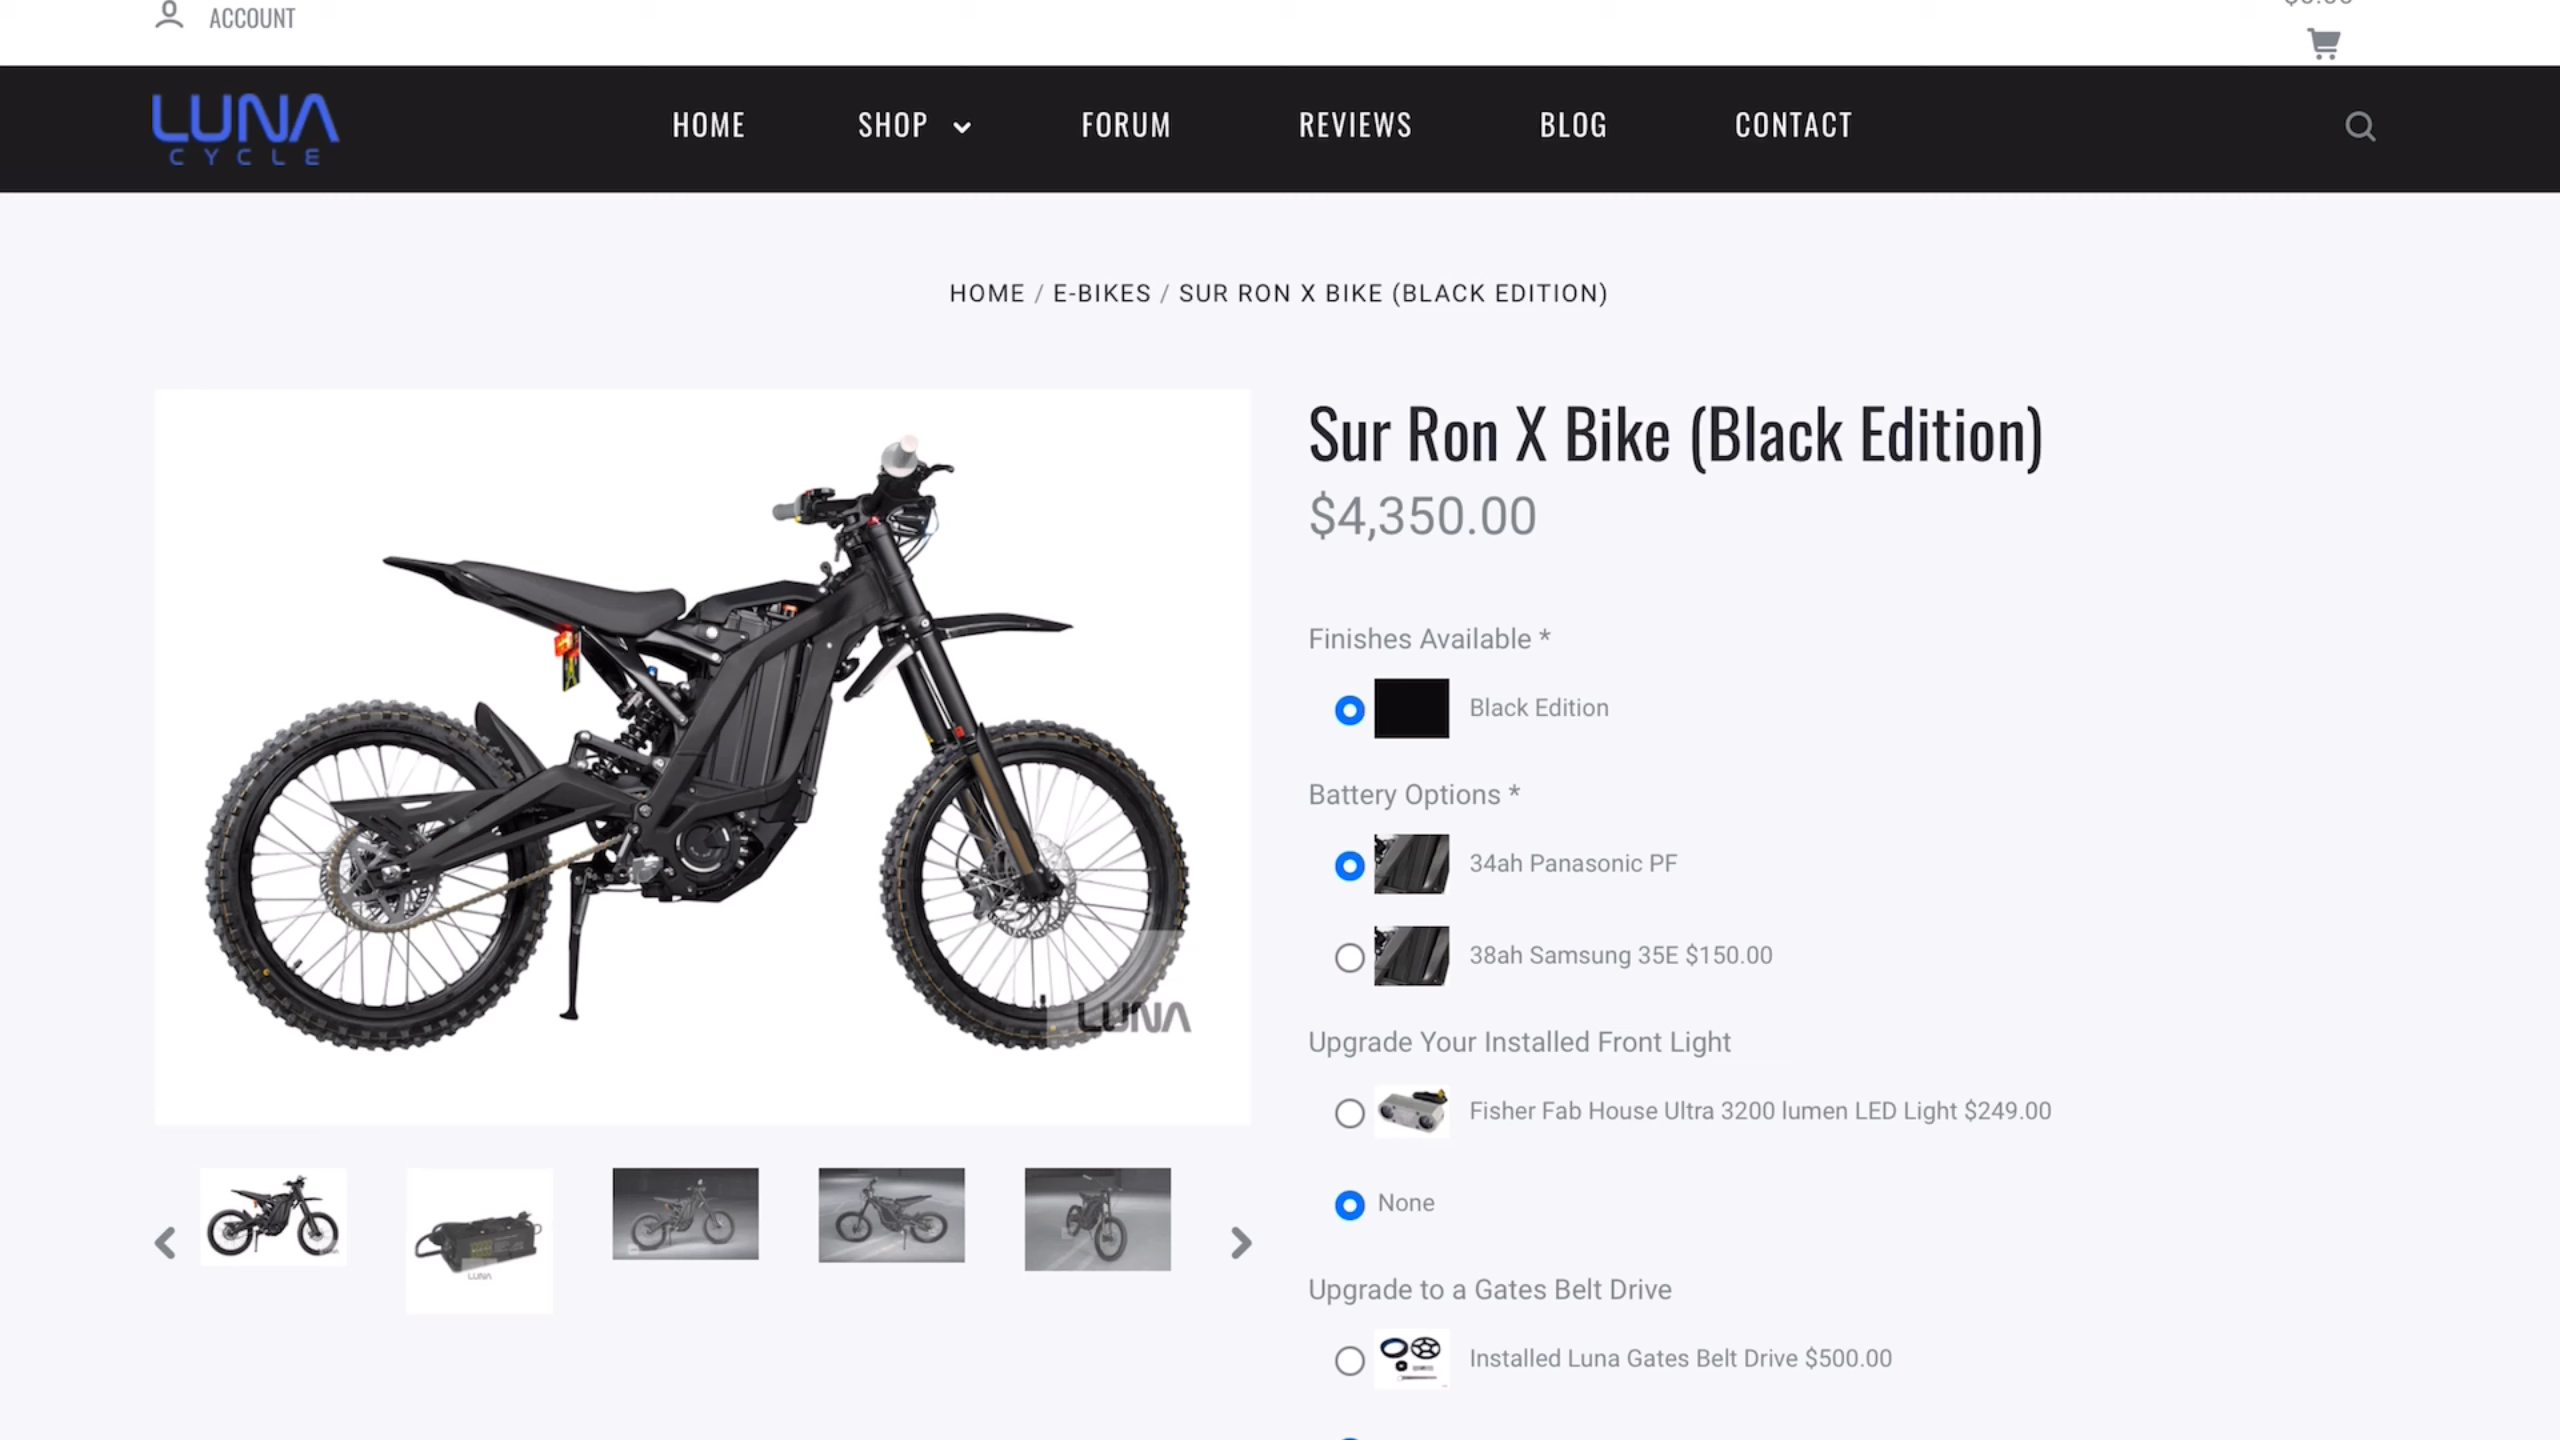 ACCOUNT
LUNA
CYCLE
HOME
SHOP
FORUM
REVIEWS
BLOG
CONTACT
HOME / E-BIKES / SUR RON X BIKE (BLACK EDITION)
Sur Ron X Bike (Black Edition)
$4,350.00
Finishes Available *
Black Edition
Battery Options *
34ah Panasonic PF
38ah Samsung 35E $150.00
Upgrade Your Installed Front Light
Fisher Fab House Ultra 3200 lumen LED Light $249.00
None
Upgrade to a Gates Belt Drive
Installed Luna Gates Belt Drive $500.00
LUNA
LUNA